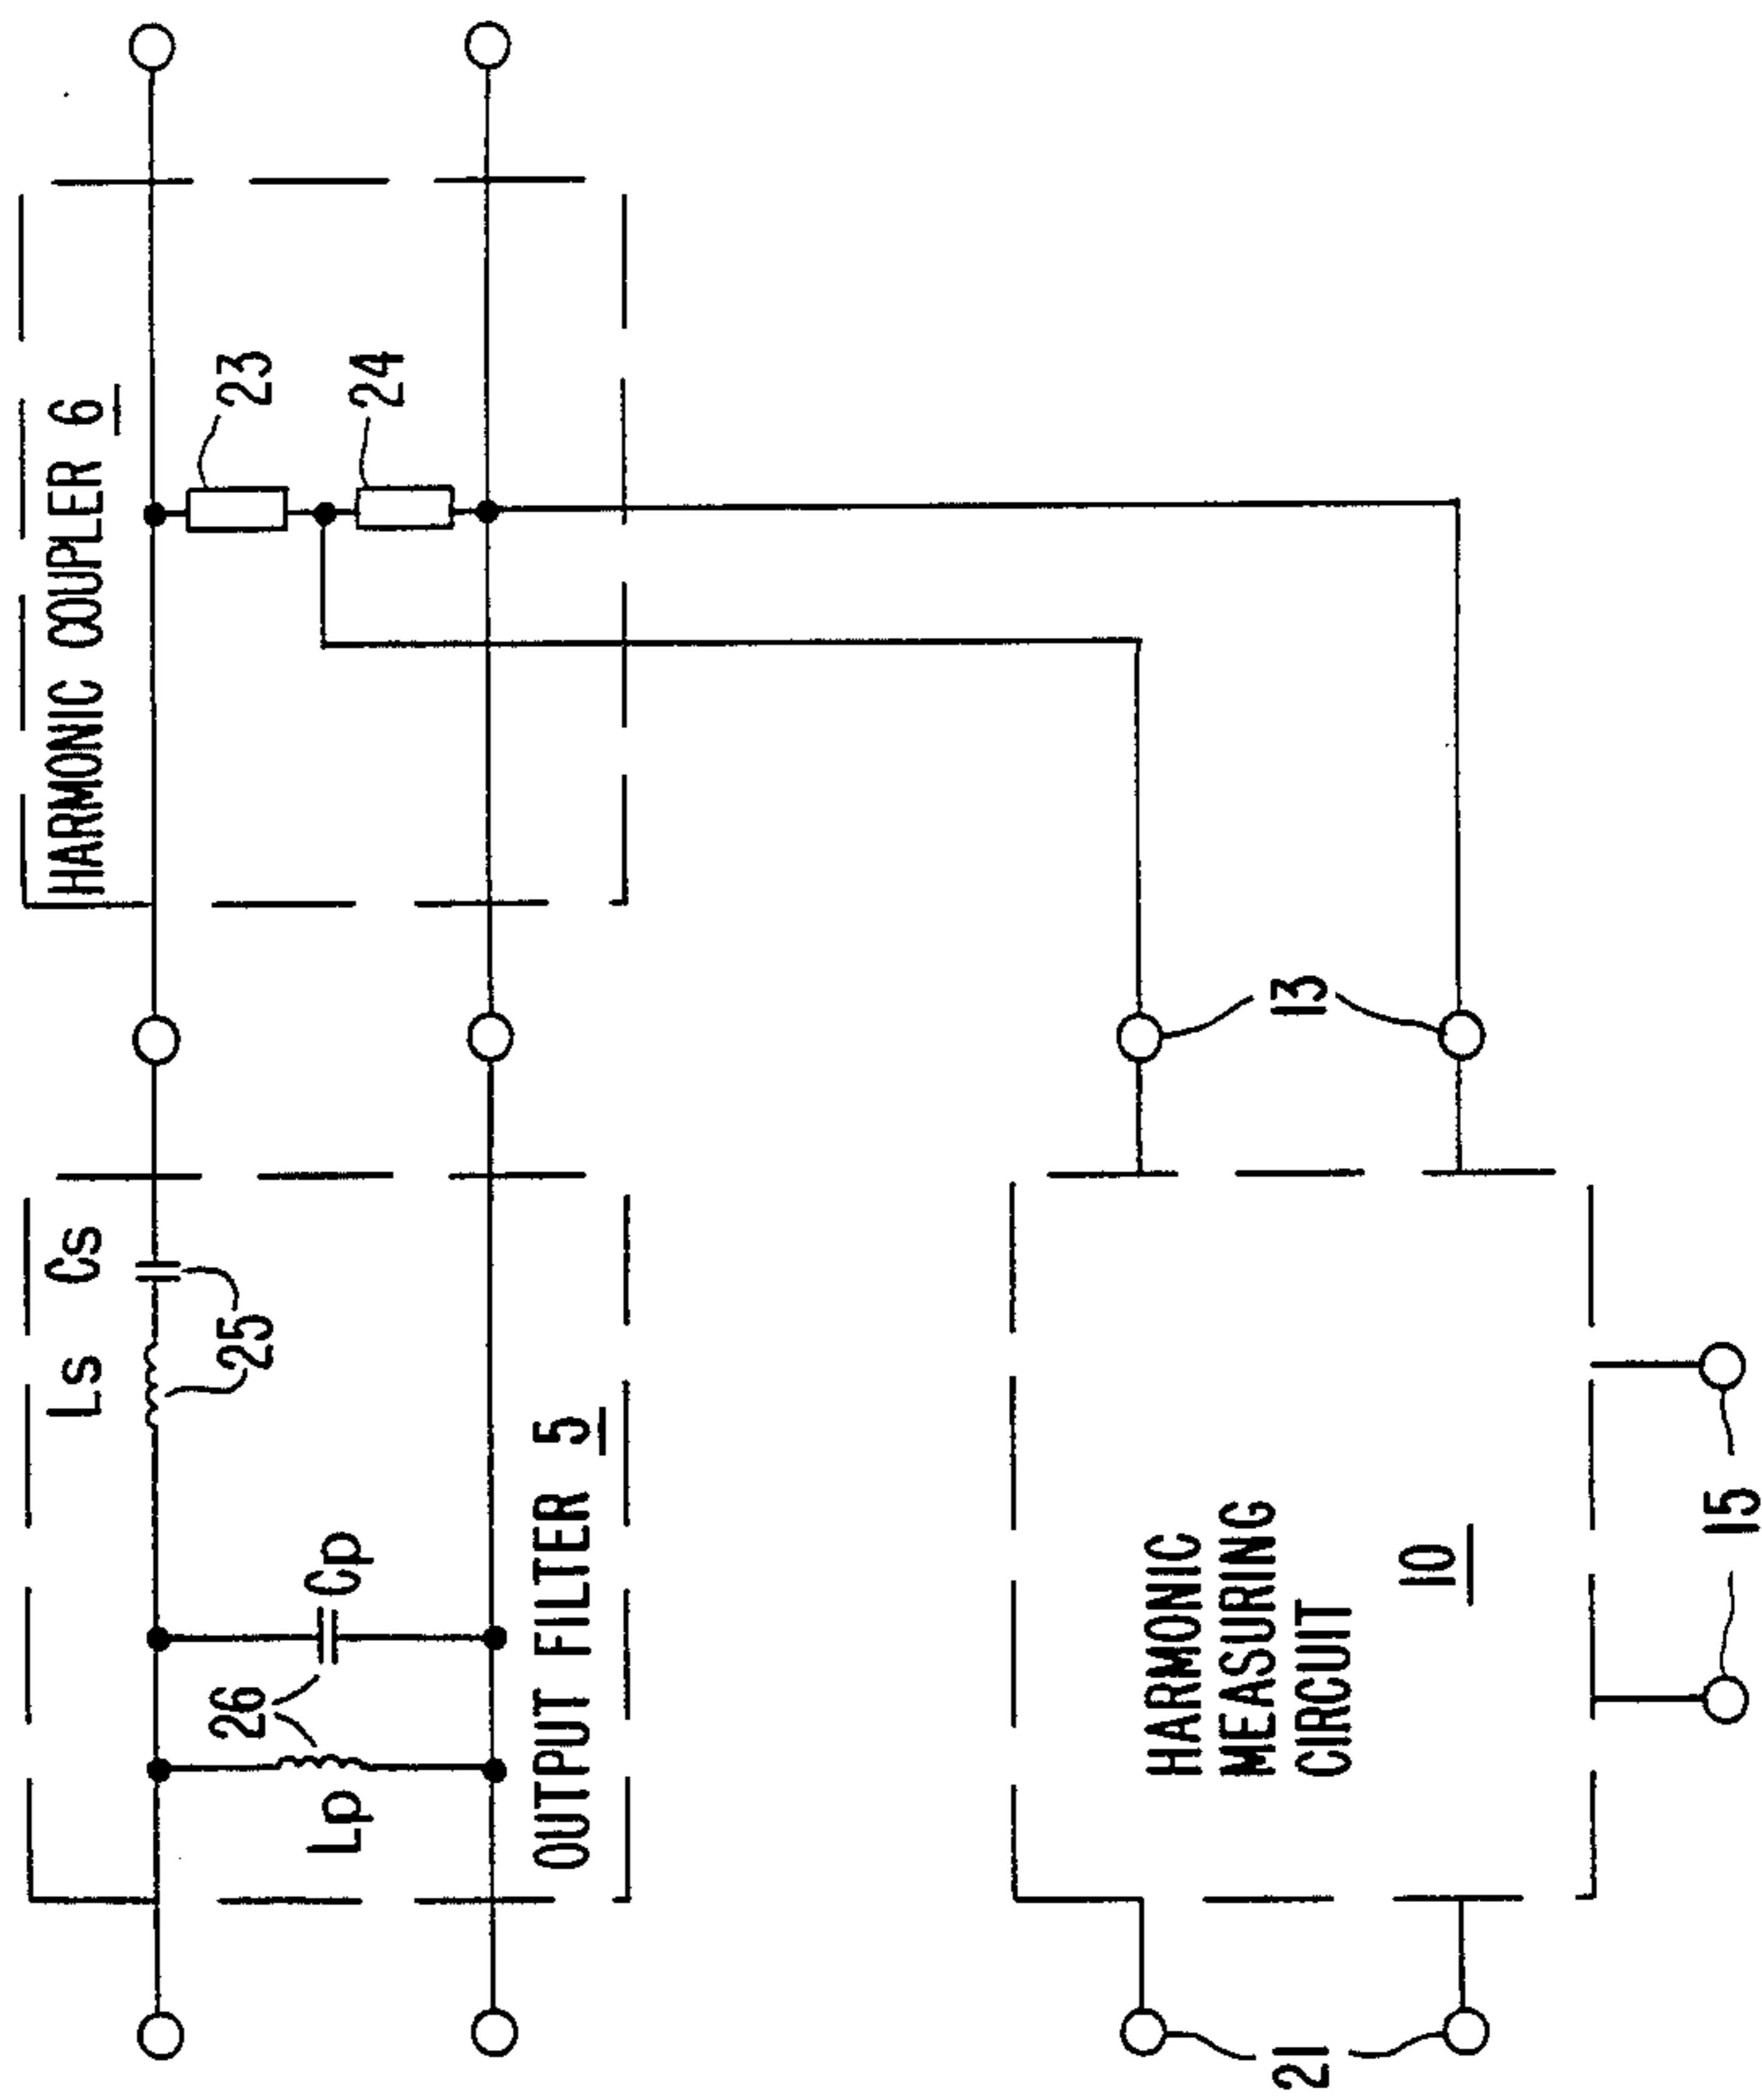 Ls Cs
25
26
Cp
Lp
OUTPUT FILTER 5
HARMONIC COUPLER 6
23
24
HARMONIC
MEASURING
CIRCUIT
10
13
21
15